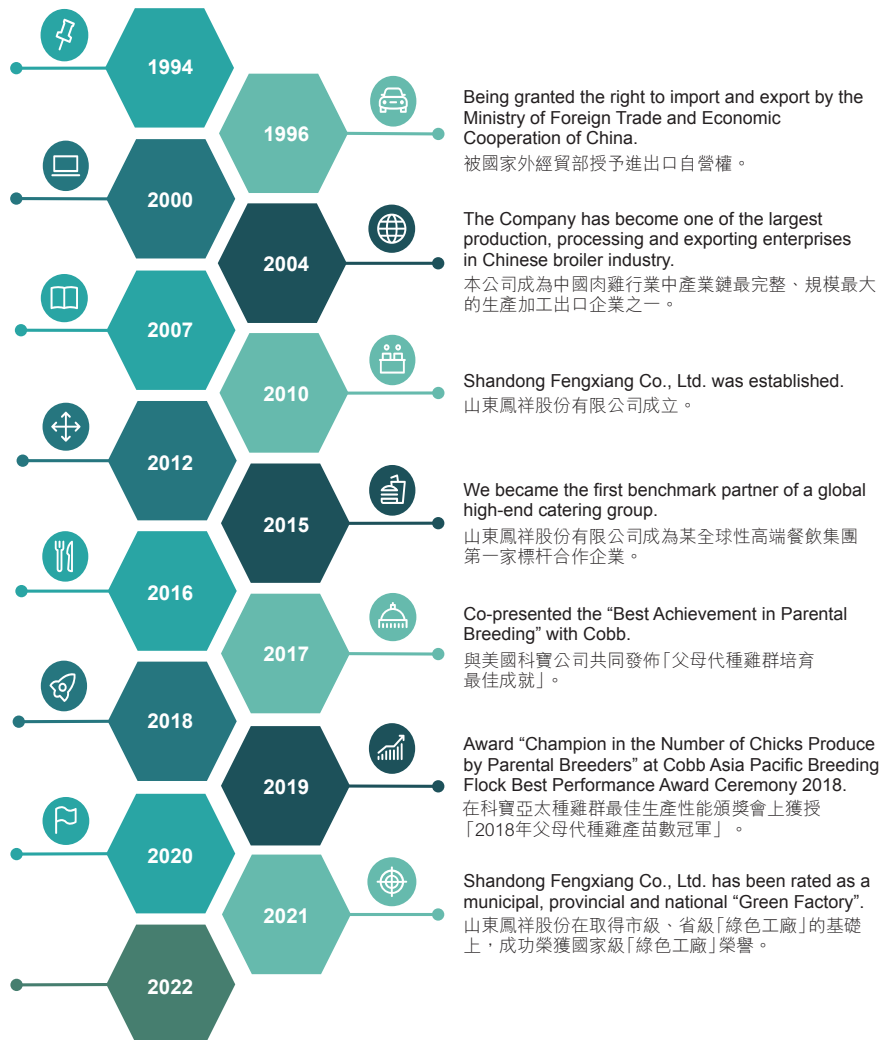 1994
1996
Being granted the right to import and export by the
Ministry of Foreign Trade and Economic
Cooperation of China.
被國家外經貿部授予進出口自營權。
2000
2004
The Company has become one of the largest
production, processing and exporting enterprises
in Chinese broiler industry.
本公司成為中國肉雞行業中產業鏈最完整、規模最大
的生產加工出口企業之一。
2007
2010
Shandong Fengxiang Co., Ltd. was established.
山東鳳祥股份有限公司成立。
2012
2015
We became the first benchmark partner of a global
high-end catering group.
山東鳳祥股份有限公司成為某全球性高端餐飲集團
第一家標杆合作企業。
2016
2017
Co-presented the “Best Achievement in Parental
Breeding” with Cobb.
與美國科寶公司共同發佈「父母代種雞群培育
最佳成就」。
2018
2019
Award “Champion in the Number of Chicks Produce
by Parental Breeders” at Cobb Asia Pacific Breeding
Flock Best Performance Award Ceremony 2018.
在科寶亞太種雞群最佳生產性能頒獎會上獲授
「2018年父母代種雞產苗數冠軍」。
2020
2021
Shandong Fengxiang Co., Ltd. has been rated as a
municipal, provincial and national “Green Factory”.
山東鳳祥股份在取得市級、省級「綠色工廠」的基礎
上，成功榮獲國家級「綠色工廠」榮譽。
2022